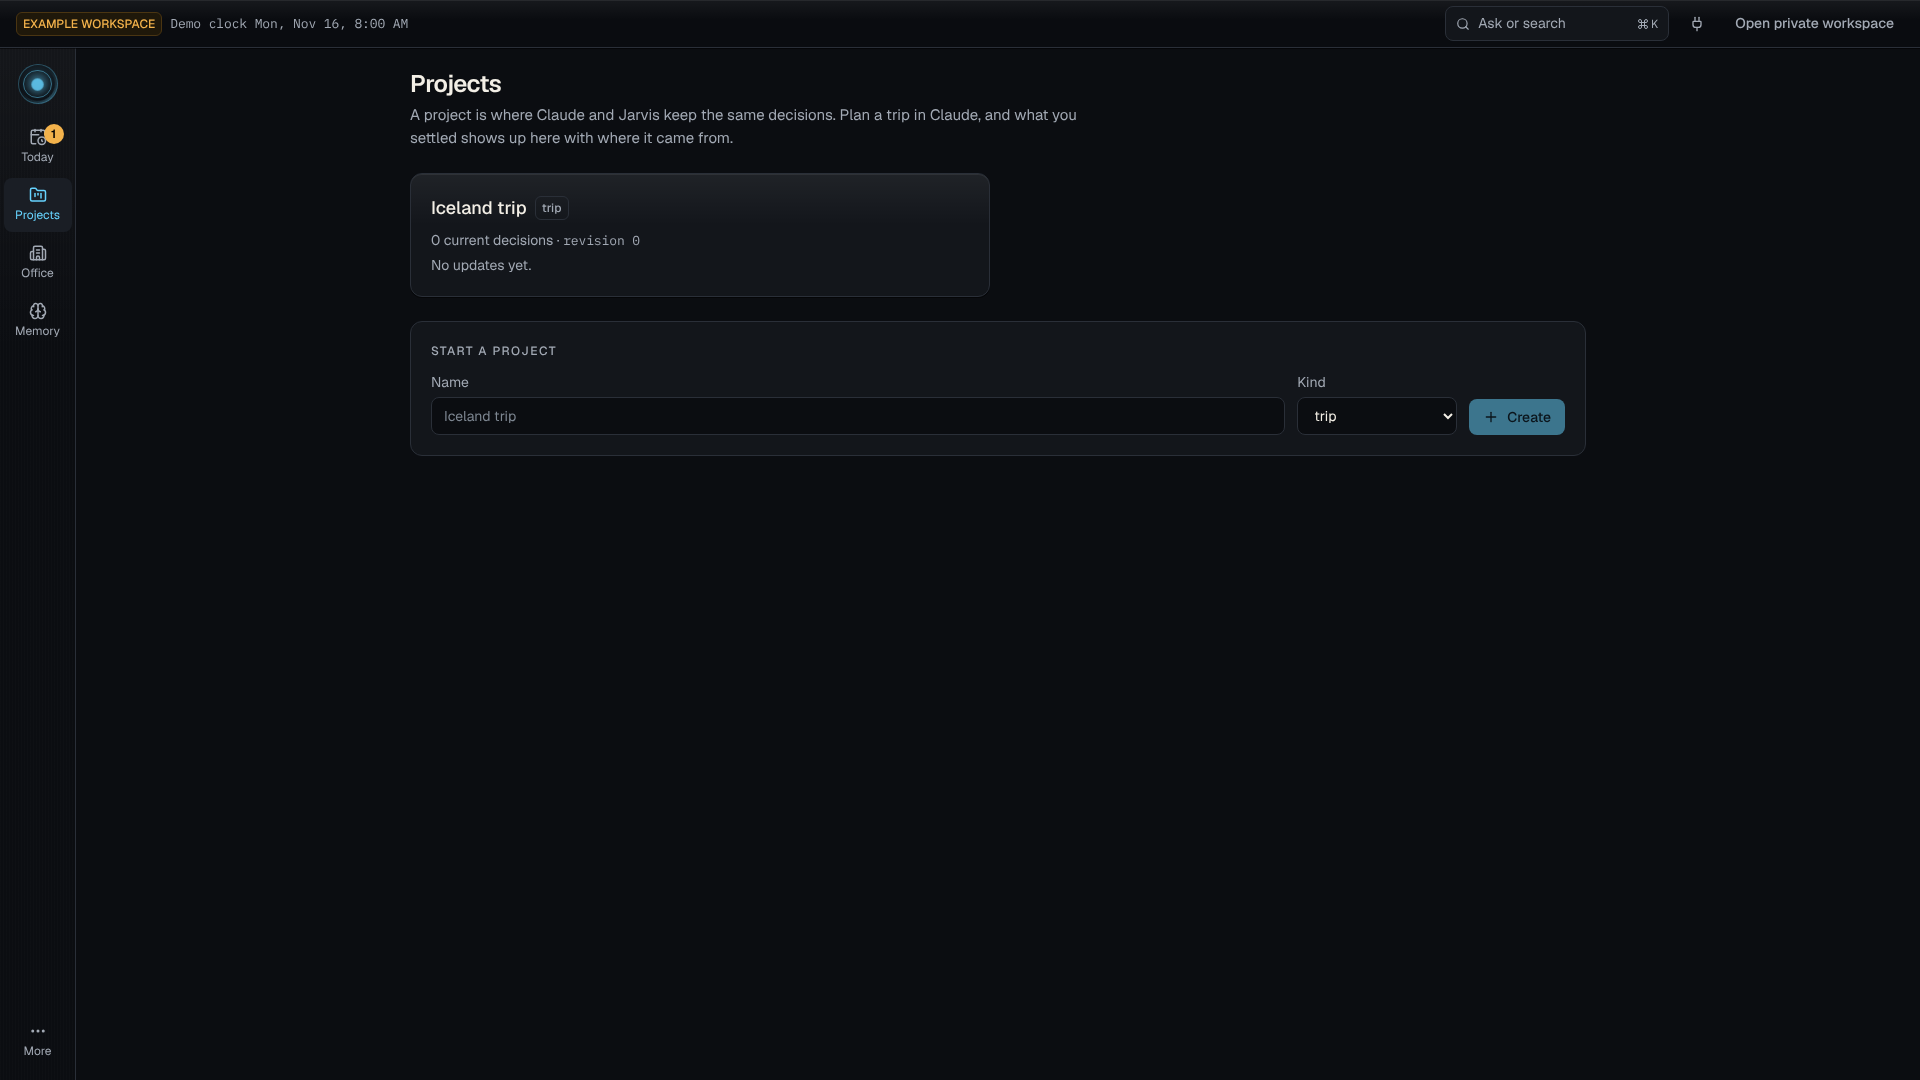 EXAMPLE WORKSPACE Demo clock Mon, Nov 16, 8:00 AM
Ask or search ⌘K
Open private workspace
1
Today
Projects
Office
Memory
More
Projects
A project is where Claude and Jarvis keep the same decisions. Plan a trip in Claude, and what you
settled shows up here with where it came from.
Iceland trip trip
0 current decisions · revision 0
No updates yet.
START A PROJECT
Name
Iceland trip
Kind
trip
+ Create